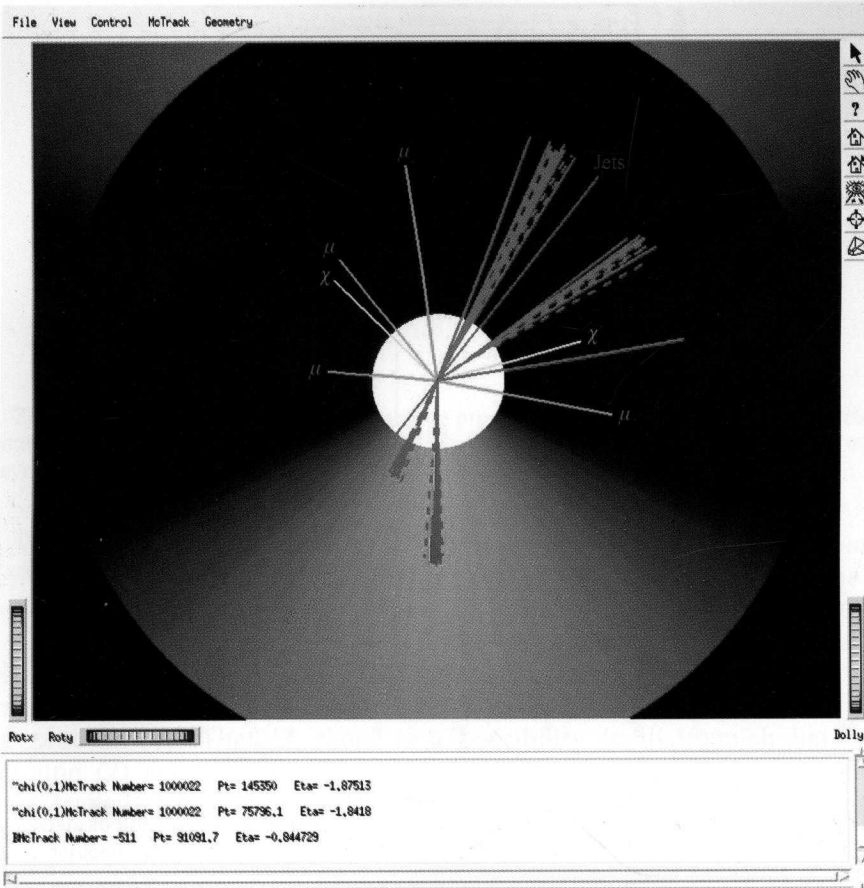 File View Control McTrack Geometry
?
μ
Jets
μ
χ
χ
μ
μ
Rotx Roty
Dolly
~chi(0,1)McTrack Number= 1000022 Pt= 145350 Eta= -1.87513
~chi(0,1)McTrack Number= 1000022 Pt= 75796.1 Eta= -1.8418
BMcTrack Number= -511 Pt= 91091.7 Eta= -0.844729